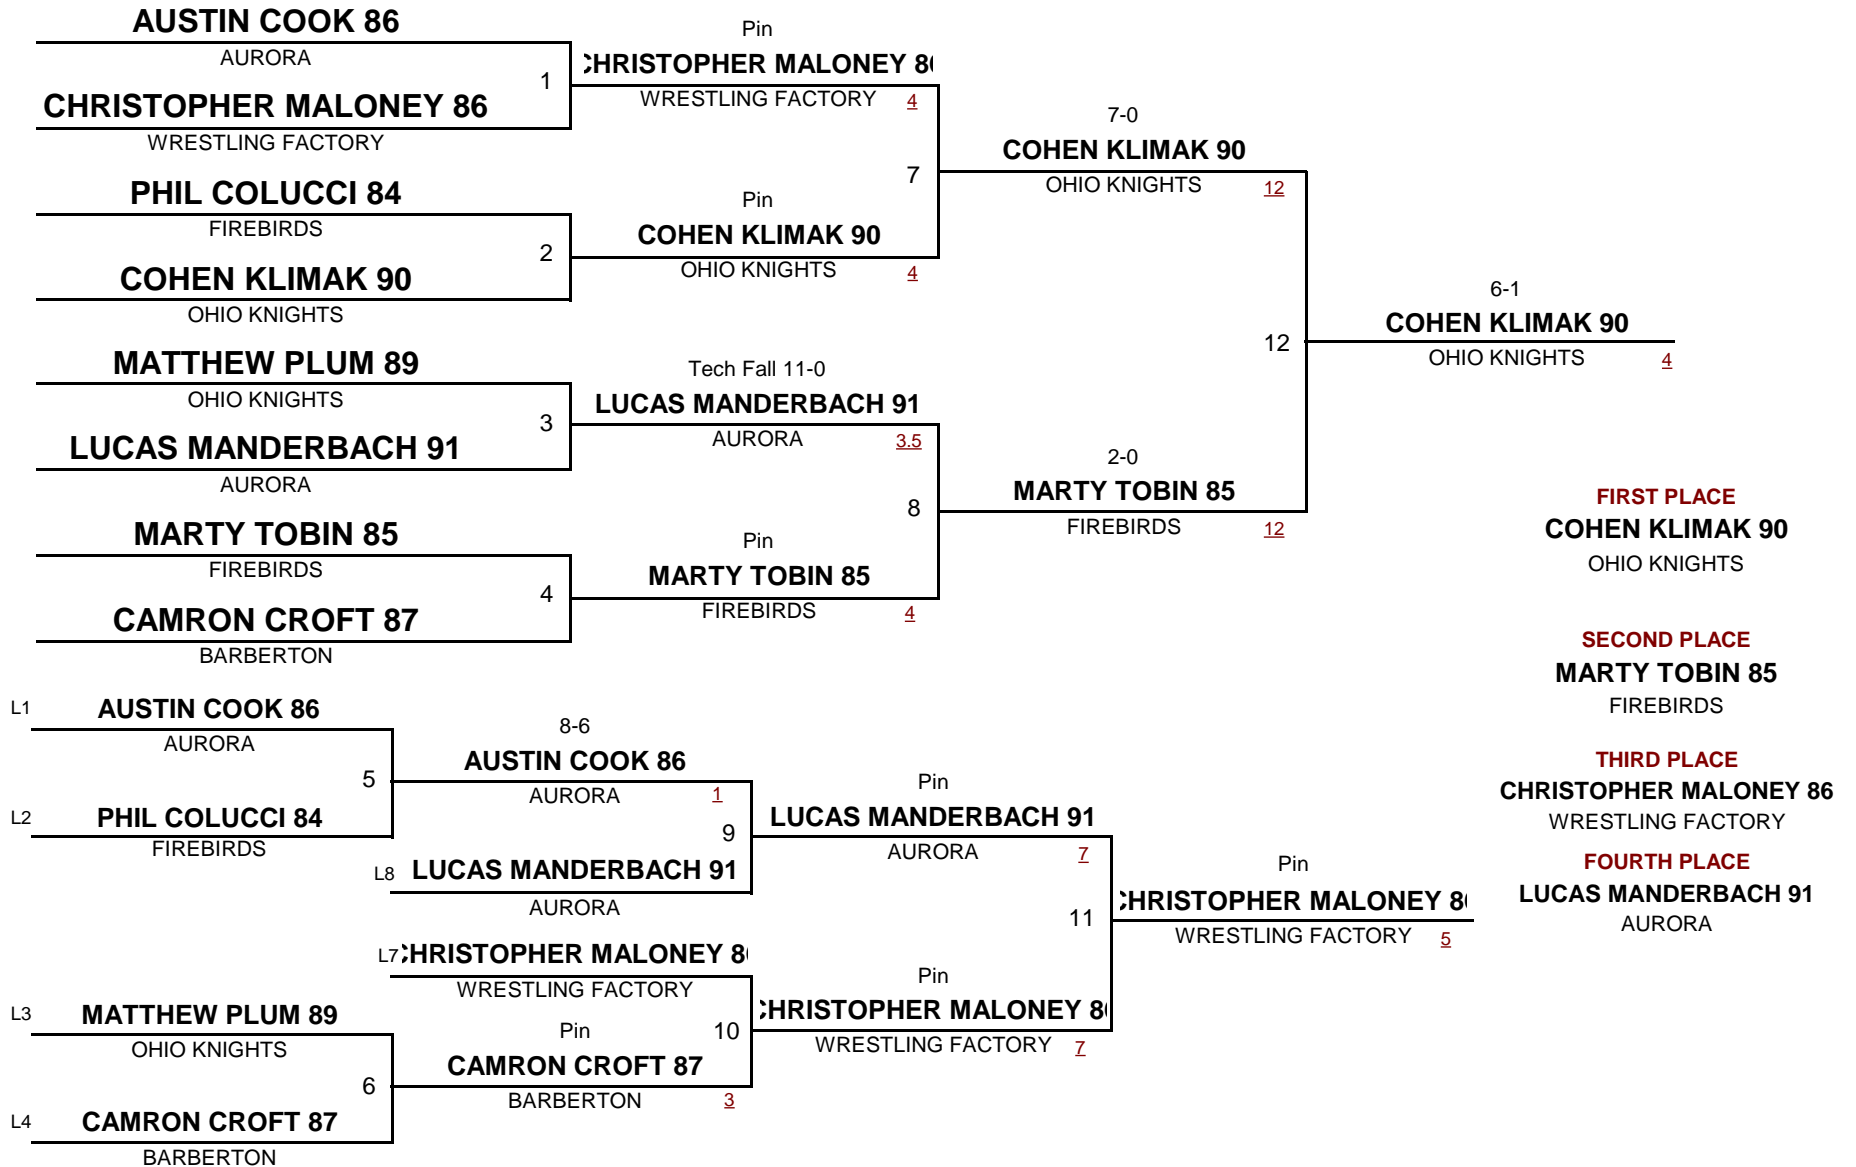 AUSTIN COOK 86
AURORA
1
CHRISTOPHER MALONEY 86
WRESTLING FACTORY
PHIL COLUCCI 84
FIREBIRDS
2
COHEN KLIMAK 90
OHIO KNIGHTS
MATTHEW PLUM 89
OHIO KNIGHTS
3
LUCAS MANDERBACH 91
AURORA
MARTY TOBIN 85
FIREBIRDS
4
CAMRON CROFT 87
BARBERTON
Pin
CHRISTOPHER MALONEY 86
WRESTLING FACTORY 4
7
Pin
COHEN KLIMAK 90
OHIO KNIGHTS 4
Tech Fall 11-0
LUCAS MANDERBACH 91
AURORA 3.5
8
Pin
MARTY TOBIN 85
FIREBIRDS 4
7-0
COHEN KLIMAK 90
OHIO KNIGHTS 12
12
2-0
MARTY TOBIN 85
FIREBIRDS 12
6-1
COHEN KLIMAK 90
OHIO KNIGHTS 4
FIRST PLACE
COHEN KLIMAK 90
OHIO KNIGHTS
SECOND PLACE
MARTY TOBIN 85
FIREBIRDS
THIRD PLACE
CHRISTOPHER MALONEY 86
WRESTLING FACTORY
FOURTH PLACE
LUCAS MANDERBACH 91
AURORA
L1 AUSTIN COOK 86
AURORA
5
L2 PHIL COLUCCI 84
FIREBIRDS
L3 MATTHEW PLUM 89
OHIO KNIGHTS
6
L4 CAMRON CROFT 87
BARBERTON
8-6
AUSTIN COOK 86
AURORA 1
9
L8 LUCAS MANDERBACH 91
AURORA
L7 CHRISTOPHER MALONEY 86
WRESTLING FACTORY
10
Pin
CAMRON CROFT 87
BARBERTON 3
Pin
LUCAS MANDERBACH 91
AURORA 7
11
Pin
CHRISTOPHER MALONEY 86
WRESTLING FACTORY 7
Pin
CHRISTOPHER MALONEY 86
WRESTLING FACTORY 5